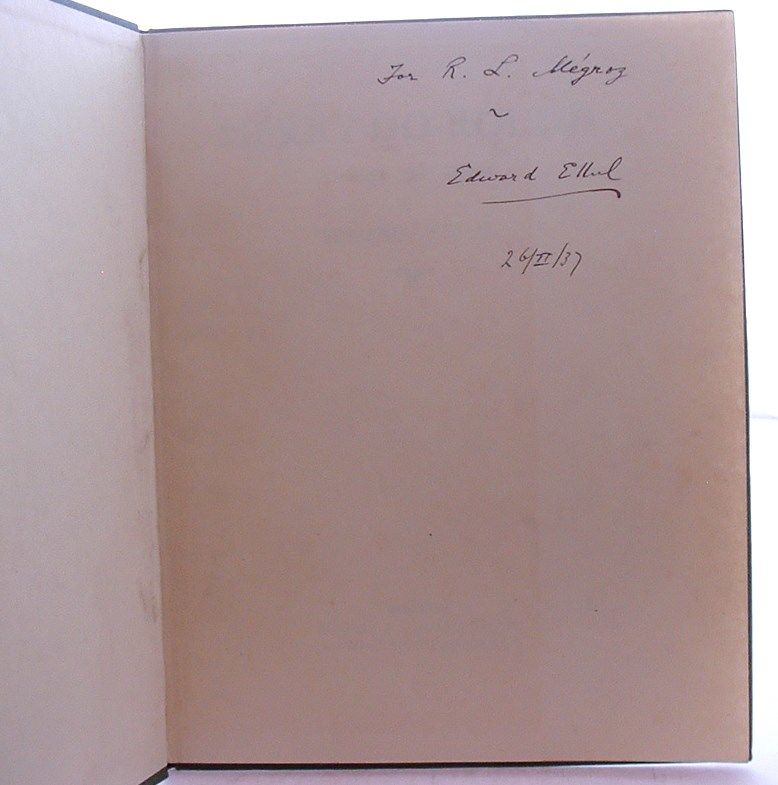 For R. L. Mégroz
~
Edward
26/II/37